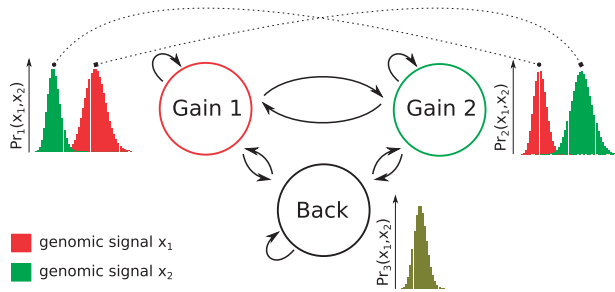 Pr₁(x₁,x₂)
Gain 1
Gain 2
Pr₂(x₁,x₂)
Back
Pr₃(x₁,x₂)
genomic signal x₁
genomic signal x₂